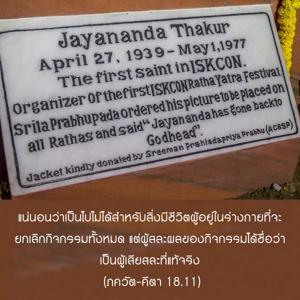 Jayananda Thakur
April 27, 1939-May1,1977
The first saint in ISKCON.
Organizer of the first ISKCON Ratha Yatra Festival
Srila Prabhupada ordered his picture to be placed on
all Rathas and said " Jayananda has gone back to
Godhead".
Jacket kindly donated by Sreeman Prahladapriya Prabhu (ACBSP)
แน่นอนว่าเป็นไปไม่ได้สำหรับสิ่งมีชีวิตผู้อยู่ในร่างกายที่จะ
ยกเลิกกิจกรรมทั้งหมด แต่ผู้สละผลของกิจกรรมได้ชื่อว่า
เป็นผู้เสียสละที่แท้จริง
(ภควัต-คีตา 18.11)